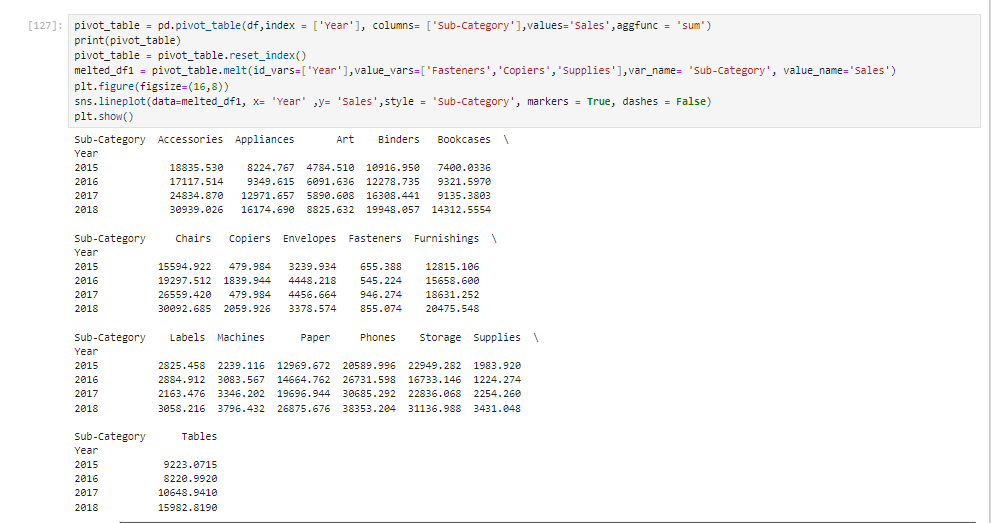 [127]: pivot_table = pd.pivot_table(df,index = ['Year'], columns= ['Sub-Category'],values='Sales',aggfunc = 'sum')
print(pivot_table)
pivot_table = pivot_table.reset_index()
melted_df1 = pivot_table.melt(id_vars=['Year'],value_vars=['Fasteners','Copiers','Supplies'],var_name= 'Sub-Category', value_name='Sales')
plt.figure(figsize=(16,8))
sns.lineplot(data=melted_df1, x= 'Year' ,y= 'Sales',style = 'Sub-Category', markers = True, dashes = False)
plt.show()
Sub-Category Accessories Appliances Art Binders Bookcases \
Year
2015 18835.530 8224.767 4784.510 10916.950 7400.0336
2016 17117.514 9349.615 6091.636 12278.735 9321.5970
2017 24834.870 12971.657 5890.608 16308.441 9135.3803
2018 30939.026 16174.690 8825.632 19948.057 14312.5554
Sub-Category Chairs Copiers Envelopes Fasteners Furnishings \
Year
2015 15594.922 479.984 3239.934 655.388 12815.106
2016 19297.512 1839.944 4448.218 545.224 15658.600
2017 26559.420 479.984 4456.664 946.274 18631.252
2018 30092.685 2059.926 3378.574 855.074 20475.548
Sub-Category Labels Machines Paper Phones Storage Supplies \
Year
2015 2825.458 2239.116 12969.672 20589.996 22949.282 1983.920
2016 2884.912 3083.567 14664.762 26731.598 16733.146 1224.274
2017 2163.476 3346.202 19696.944 30685.292 22836.068 2254.260
2018 3058.216 3796.432 26875.676 38353.204 31136.988 3431.048
Sub-Category Tables
Year
2015 9223.0715
2016 8220.9920
2017 10648.9410
2018 15982.8190